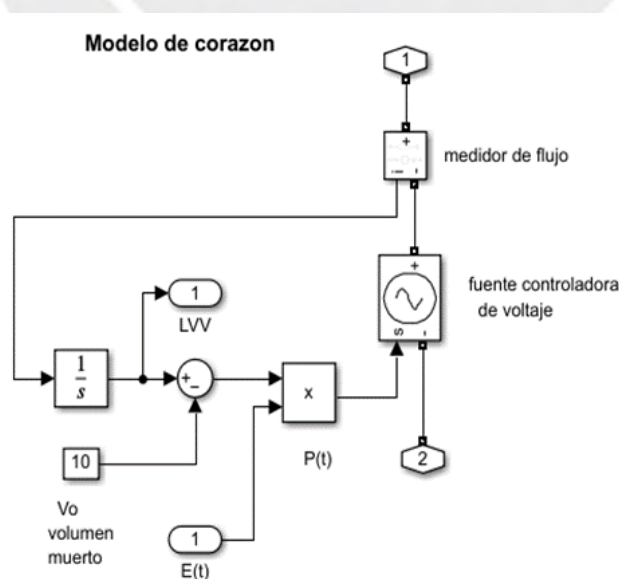 Modelo de corazon
1
+
I
-
medidor de flujo
+
S
-
fuente controladora
de voltaje
1
LVV
1
s
+
-
x
P(t)
10
Vo
volumen
muerto
1
E(t)
2